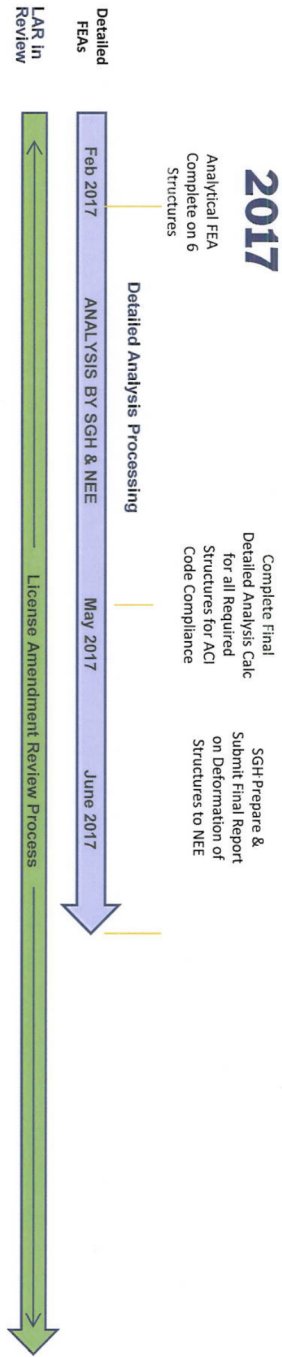 2017
Analytical FEA
Complete on 6
Structures
Complete Final
Detailed Analysis Calc
for all Required
Structures for ACI
Code Compliance
SGH Prepare &
Submit Final Report
on Deformation of
Structures to NEE
Detailed Analysis Processing
Detailed
FEAs
Feb 2017 ANALYSIS BY SGH & NEE May 2017 June 2017
LAR in
Review
License Amendment Review Process